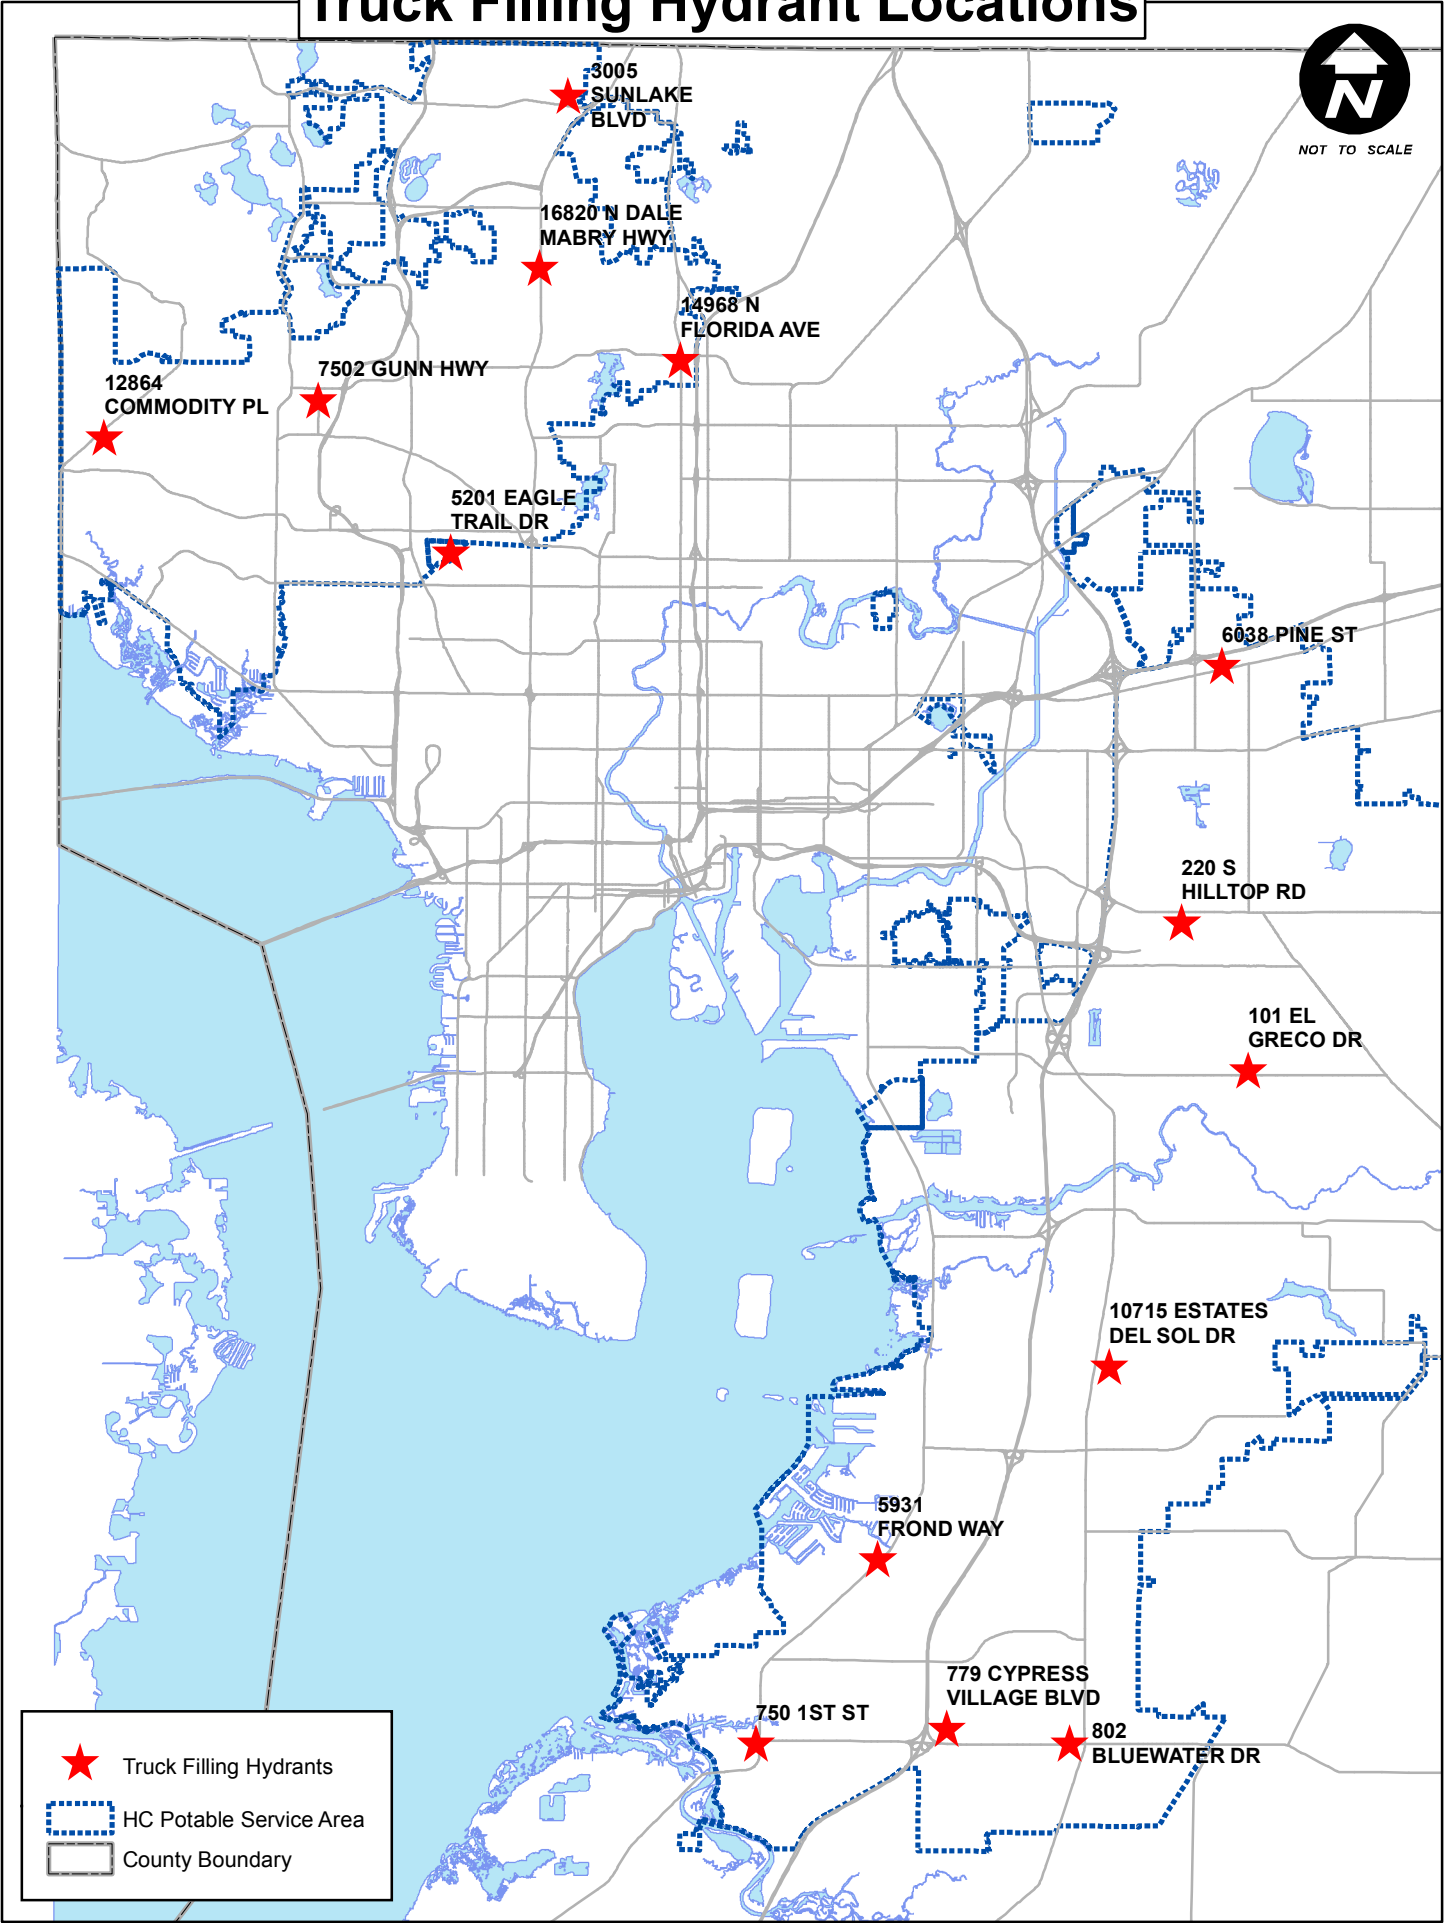 Truck Filling Hydrant Locations
N
NOT TO SCALE
3005
SUNLAKE
BLVD
16820 N DALE
MABRY HWY
14968 N
FLORIDA AVE
7502 GUNN HWY
12864
COMMODITY PL
5201 EAGLE
TRAIL DR
6038 PINE ST
220 S
HILLTOP RD
101 EL
GRECO DR
10715 ESTATES
DEL SOL DR
5931
FROND WAY
779 CYPRESS
VILLAGE BLVD
750 1ST ST
802
BLUEWATER DR
Truck Filling Hydrants
HC Potable Service Area
County Boundary